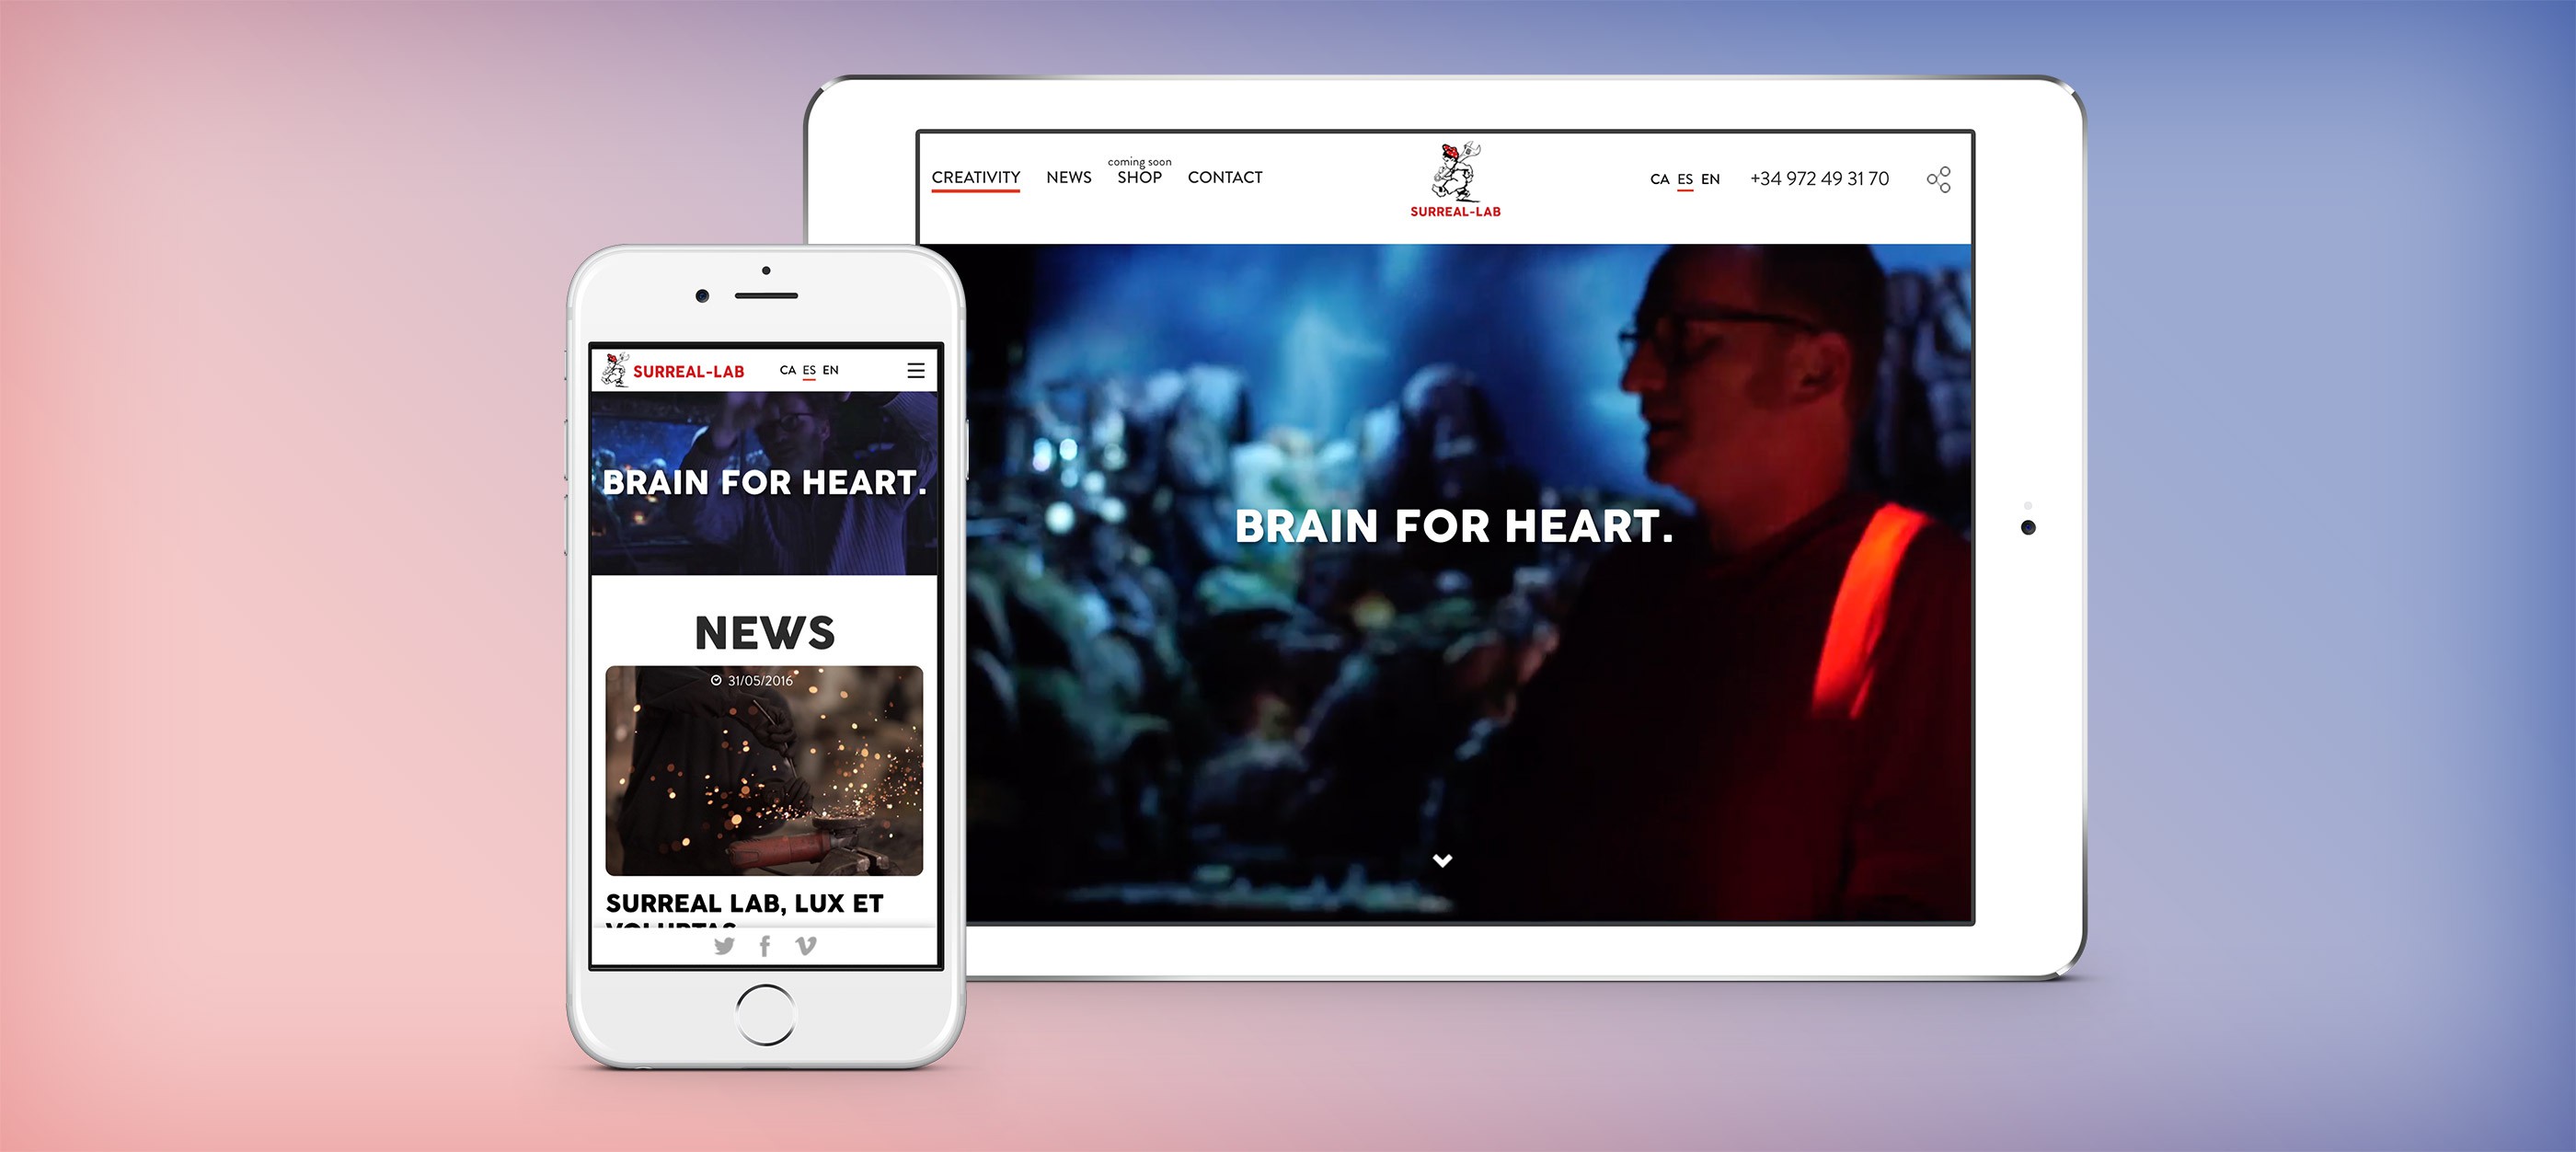 CREATIVITY NEWS coming soon SHOP CONTACT
SURREAL-LAB
CA ES EN +34 972 49 31 70
BRAIN FOR HEART.
SURREAL-LAB CA ES EN
BRAIN FOR HEART.
NEWS
31/05/2016
SURREAL LAB, LUX ET